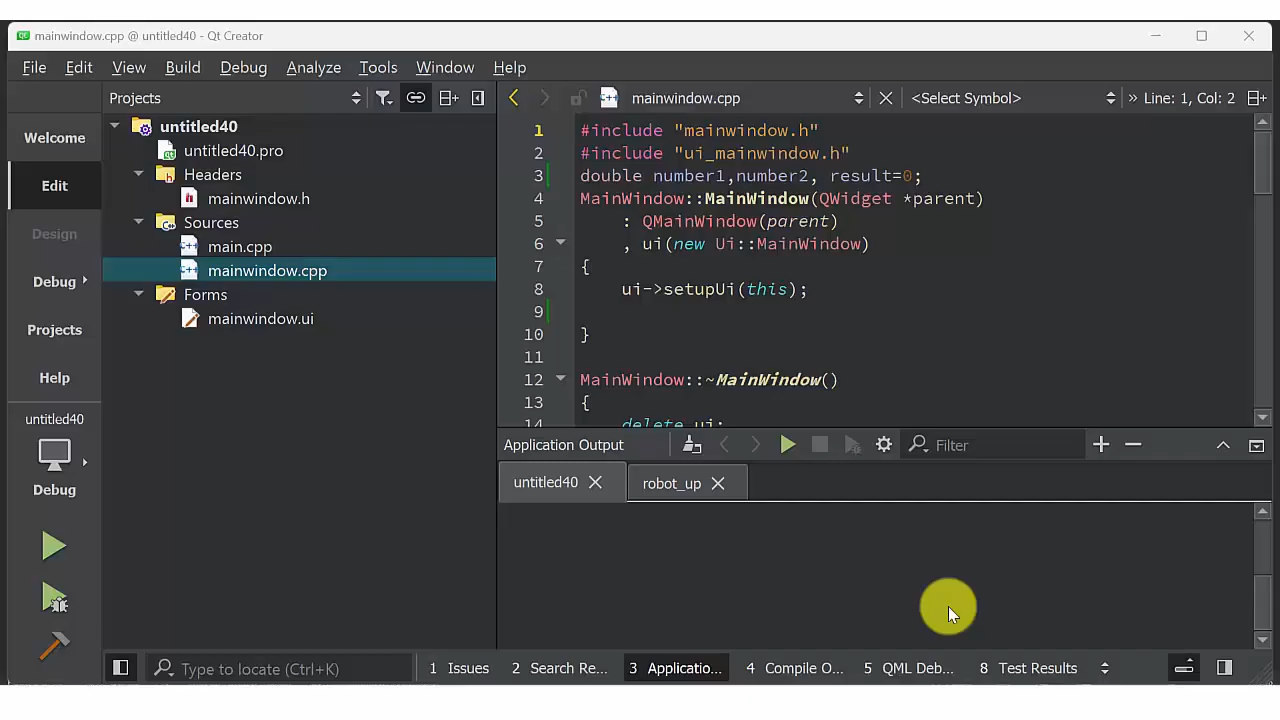 mainwindow.cpp @ untitled40 - Qt Creator
File Edit View Build Debug Analyze Tools Window Help
Projects
mainwindow.cpp
<Select Symbol>
» Line: 1, Col: 2
Welcome
Edit
Design
Debug
Projects
Help
untitled40
Debug
untitled40
untitled40.pro
Headers
mainwindow.h
Sources
main.cpp
mainwindow.cpp
Forms
mainwindow.ui
1 #include "mainwindow.h"
2 #include "ui_mainwindow.h"
3 double number1,number2, result=0;
4 MainWindow::MainWindow(QWidget *parent)
5     : QMainWindow(parent)
6     , ui(new Ui::MainWindow)
7 {
8     ui->setupUi(this);
9
10 }
11
12 MainWindow::~MainWindow()
13 {
14     delete ui;
Application Output
Filter
untitled40
robot_up
Type to locate (Ctrl+K)
1 Issues
2 Search Re...
3 Applicatio...
4 Compile O...
5 QML Deb...
8 Test Results